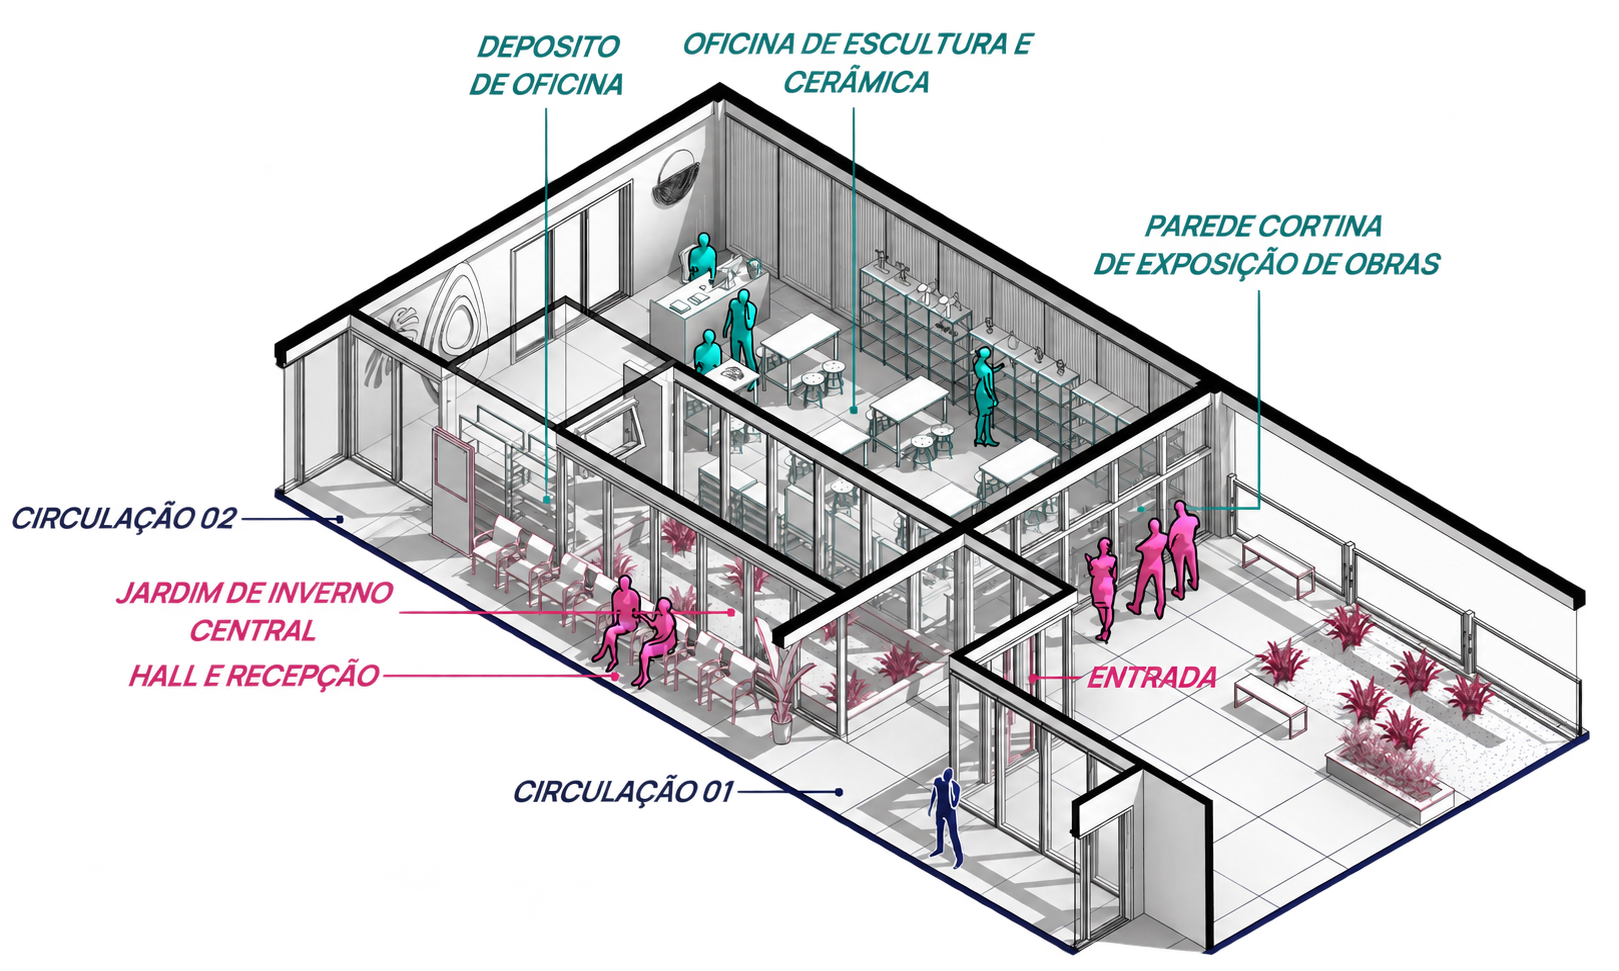 DEPOSITO
DE OFICINA
OFICINA DE ESCULTURA E
CERÂMICA
PAREDE CORTINA
DE EXPOSIÇÃO DE OBRAS
CIRCULAÇÃO 02
JARDIM DE INVERNO
CENTRAL
HALL E RECEPÇÃO
ENTRADA
CIRCULAÇÃO 01